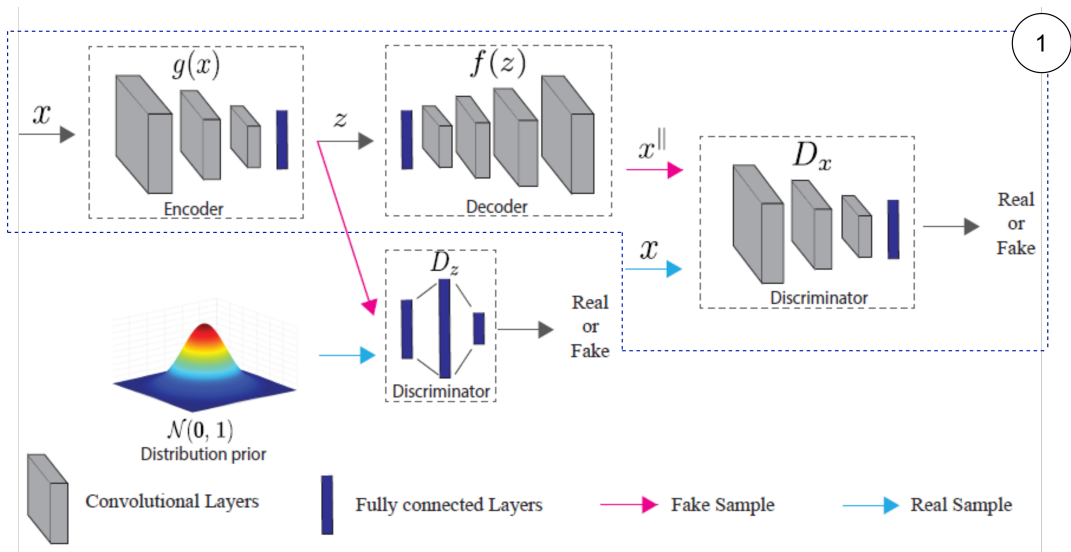 1
g(x)
f(z)
x
z
x^{||}
D_x
Encoder
Decoder
Real
or
Fake
x
D_z
Discriminator
Real
or
Fake
Discriminator
𝒩(0, 1)
Distribution prior
Convolutional Layers
Fully connected Layers
Fake Sample
Real Sample